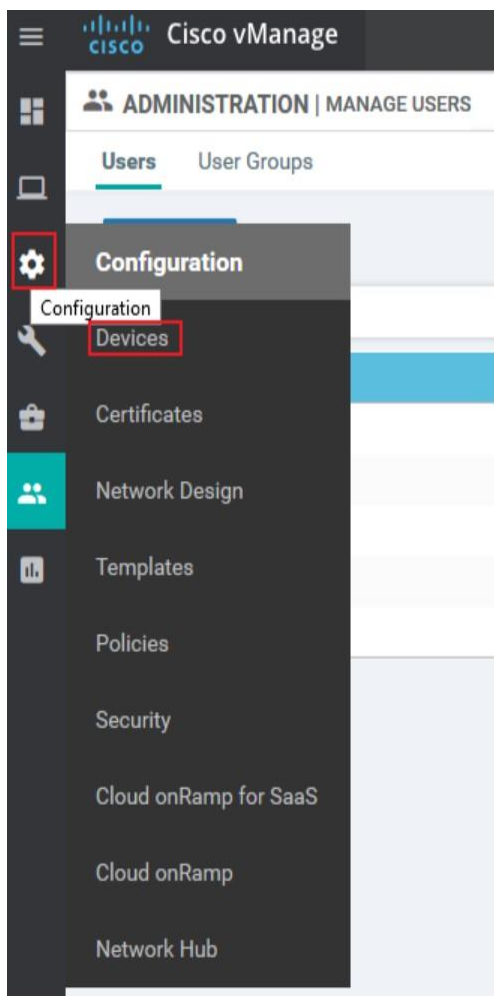 CISCO Cisco vManage
ADMINISTRATION | MANAGE USERS
Users User Groups
Configuration
Configuration
Devices
Certificates
Network Design
Templates
Policies
Security
Cloud onRamp for SaaS
Cloud onRamp
Network Hub